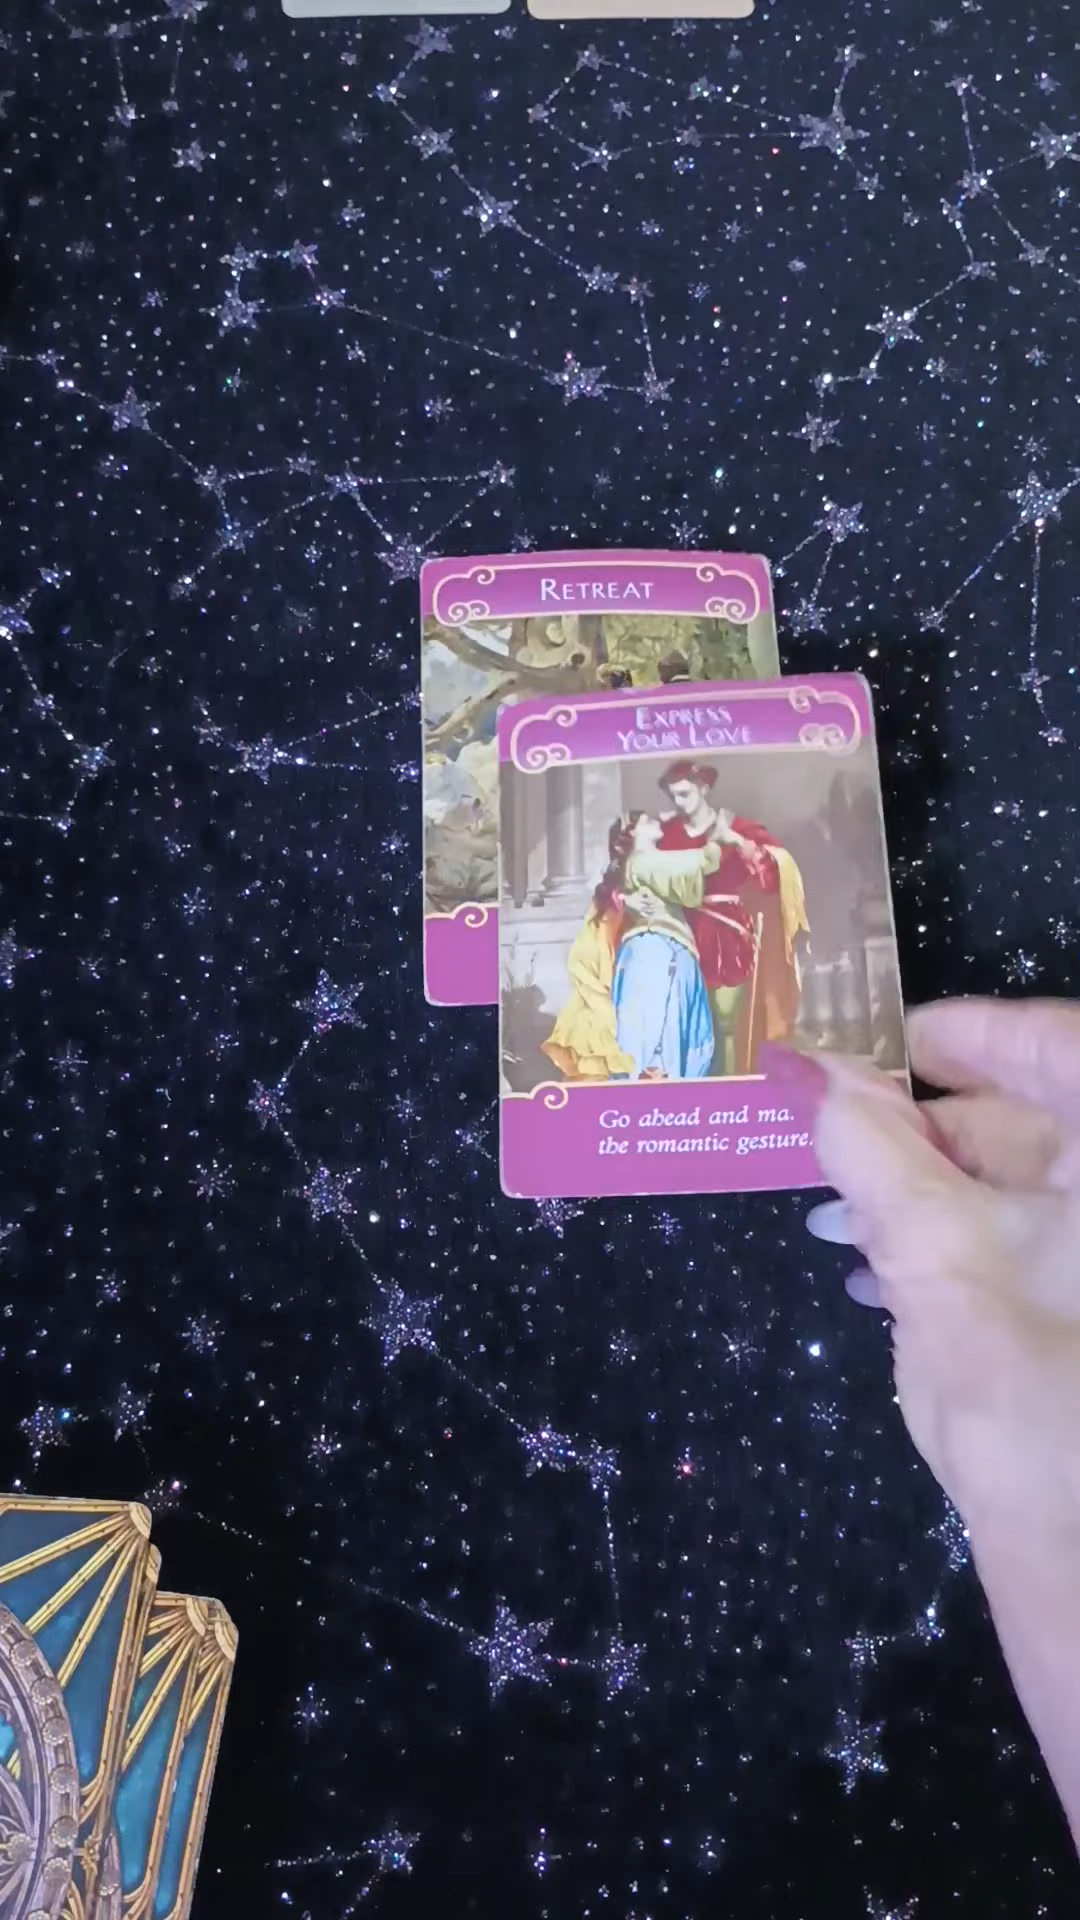 RETREAT
EXPRESS
YOUR LOVE
Go ahead and ma
the romantic gesture.